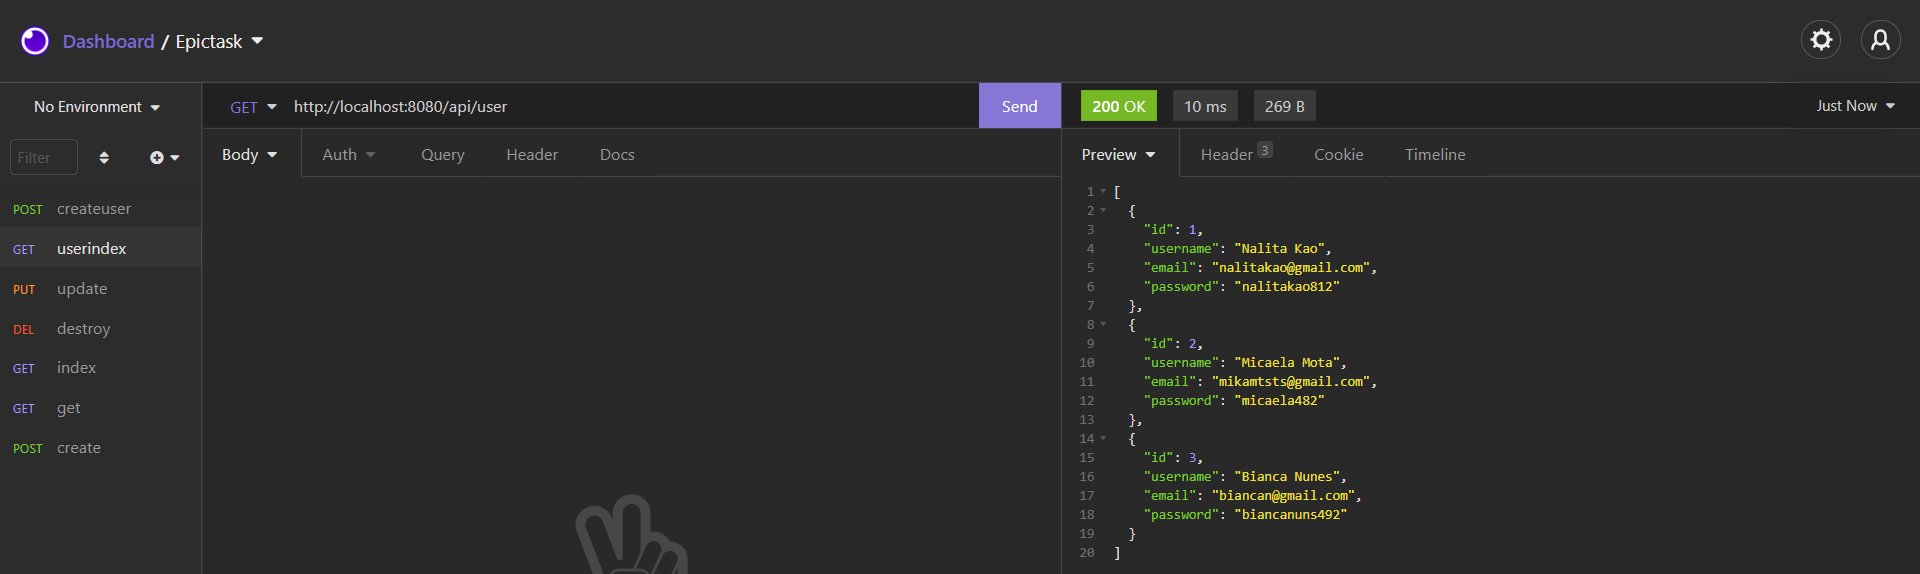 Dashboard / Epictask
No Environment
GET http://localhost:8080/api/user Send
200 OK 10 ms 269 B Just Now
Filter
Body Auth Query Header Docs
Preview Header 3 Cookie Timeline
POST createuser
GET userindex
PUT update
DEL destroy
GET index
GET get
POST create
1 [
2 {
3 "id": 1,
4 "username": "Nalita Kao",
5 "email": "nalitakao@gmail.com",
6 "password": "nalitakao812"
7 },
8 {
9 "id": 2,
10 "username": "Micaela Mota",
11 "email": "mikamtsts@gmail.com",
12 "password": "micaela482"
13 },
14 {
15 "id": 3,
16 "username": "Bianca Nunes",
17 "email": "biancan@gmail.com",
18 "password": "biancanuns492"
19 }
20 ]